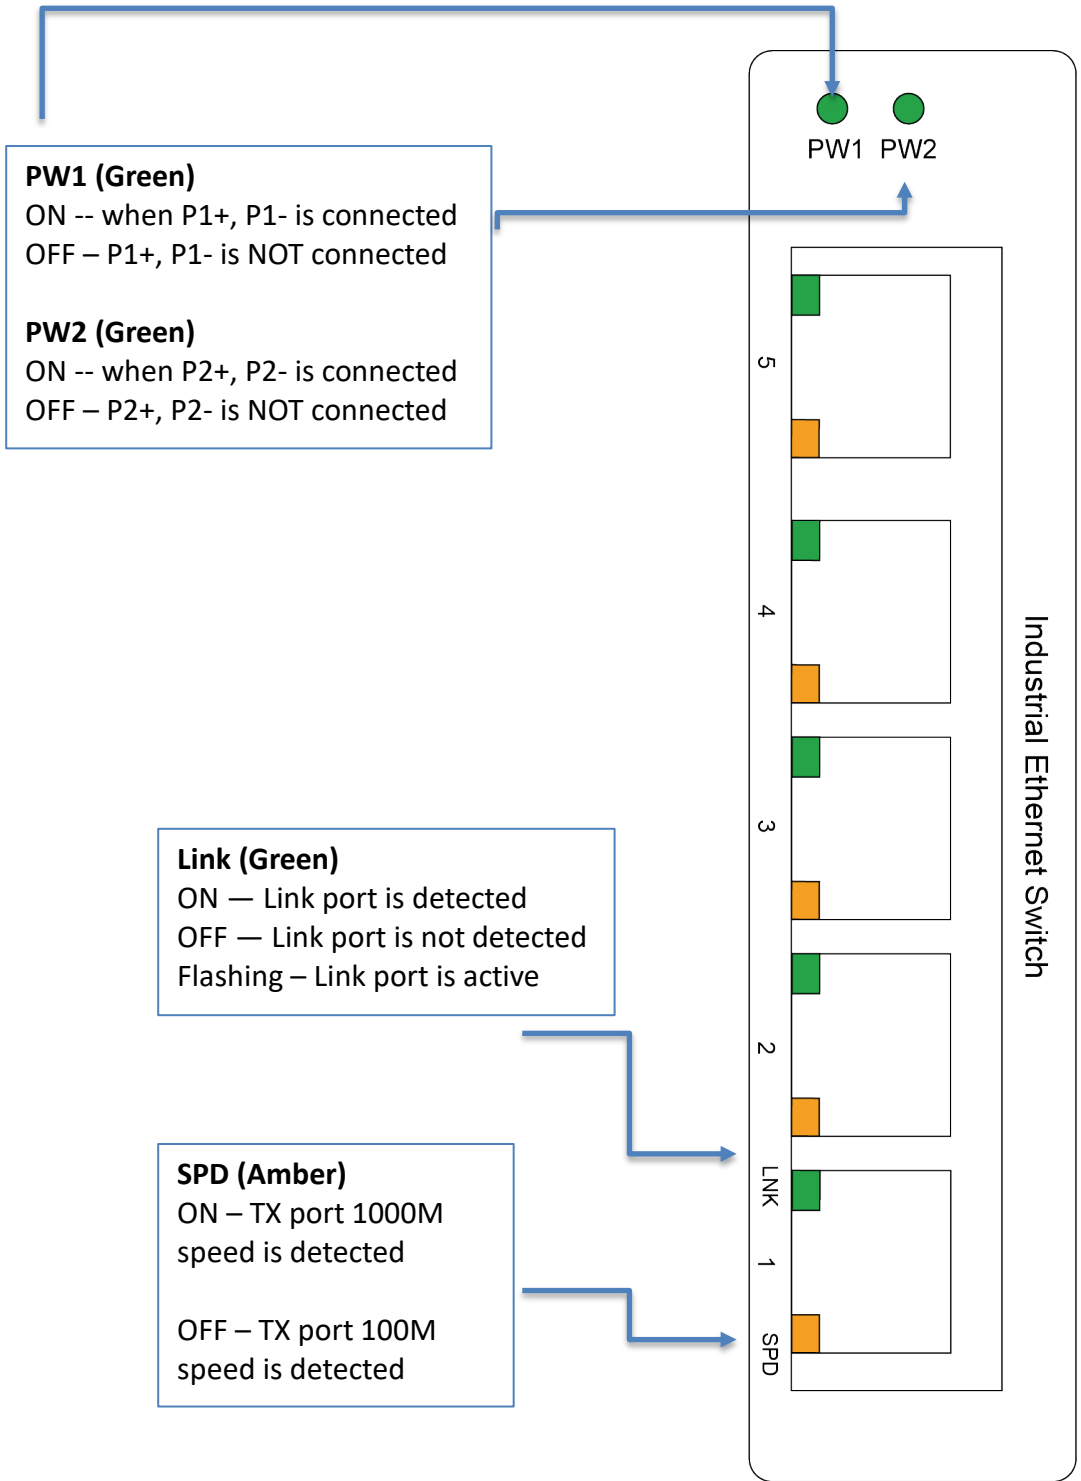 PW1 PW2
PW1 (Green)
ON -- when P1+, P1- is connected
OFF – P1+, P1- is NOT connected
PW2 (Green)
ON -- when P2+, P2- is connected
OFF – P2+, P2- is NOT connected
5
4
3
2
LNK
1
SPD
Industrial Ethernet Switch
Link (Green)
ON — Link port is detected
OFF — Link port is not detected
Flashing – Link port is active
SPD (Amber)
ON – TX port 1000M
speed is detected
OFF – TX port 100M
speed is detected